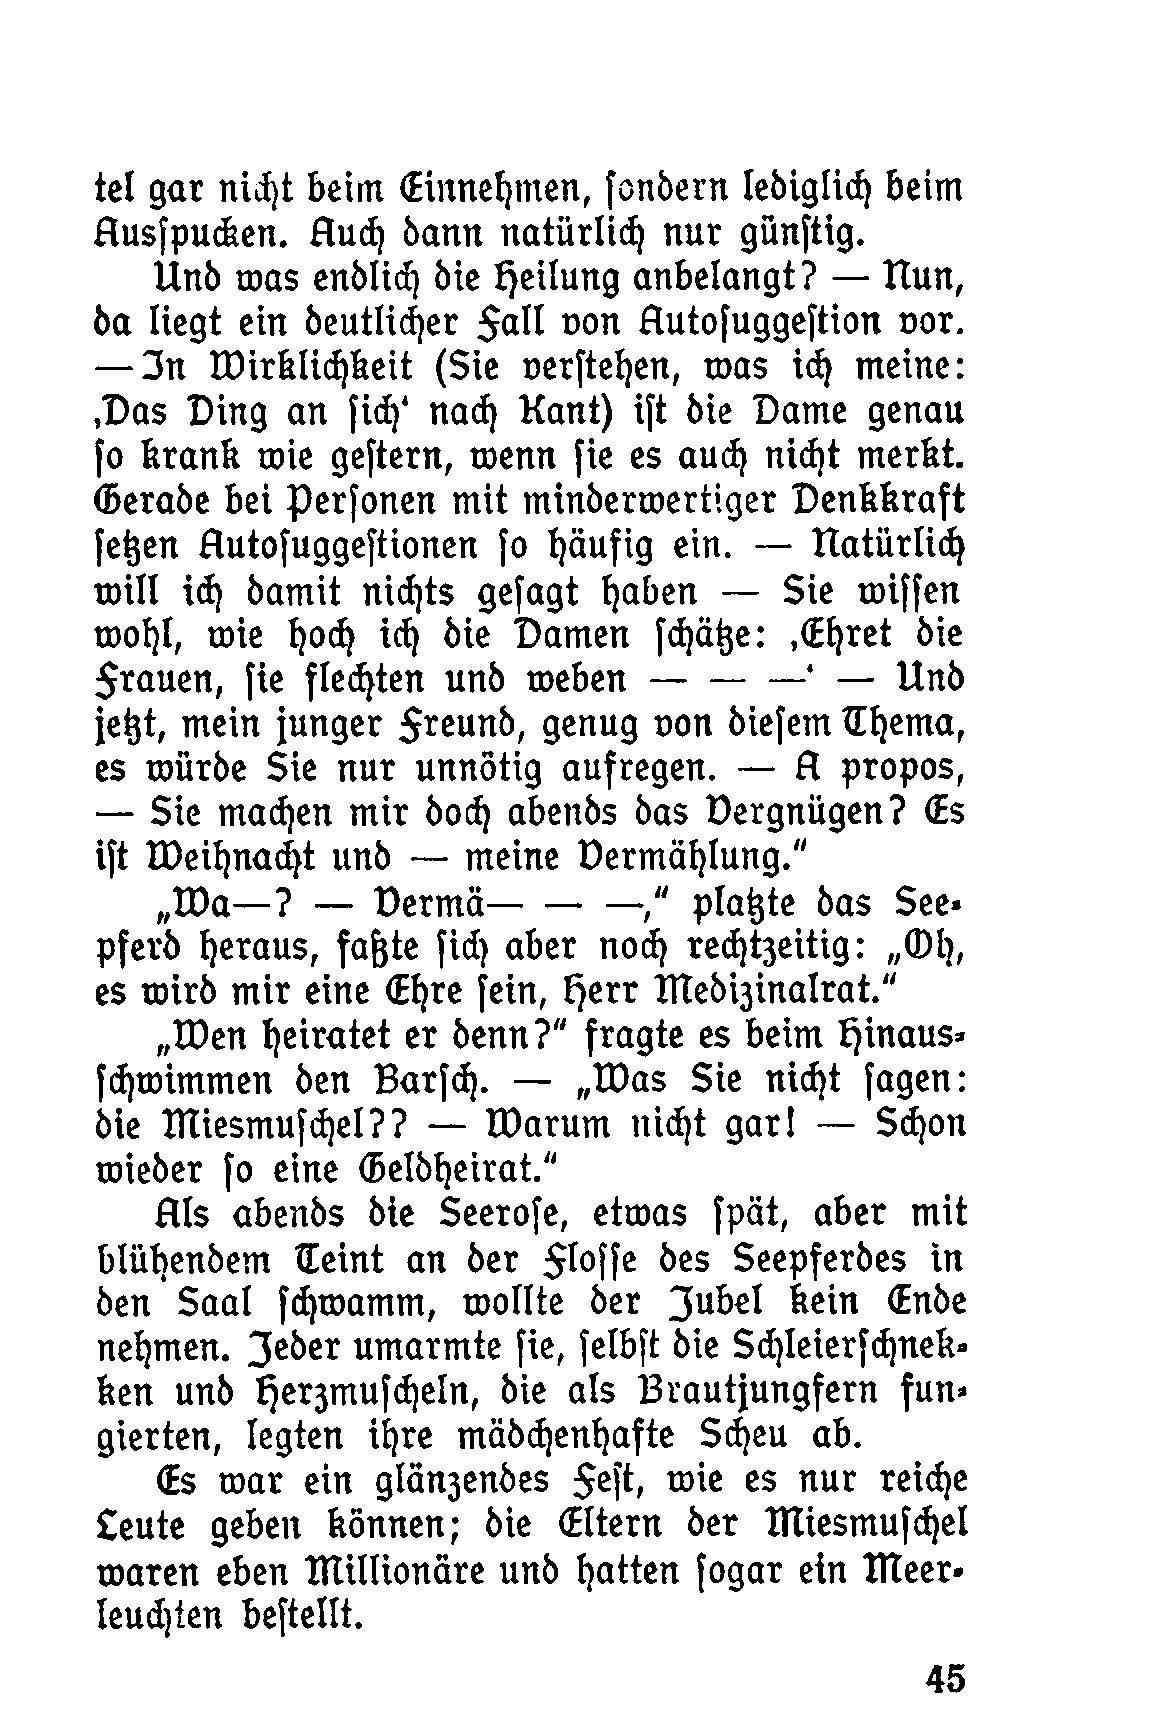 tel gar nicht beim Einnehmen, ſondern lediglich beim
Ausſpucken. Auch dann natürlich nur günſtig.
Und was endlich die Heilung anbelangt? — Nun,
da liegt ein deutlicher Fall von Autoſuggeſtion vor.
— In Wirklichkeit (Sie verſtehen, was ich meine:
‚Das Ding an ſich‘ nach Kant) iſt die Dame genau
ſo krank wie geſtern, wenn ſie es auch nicht merkt.
Gerade bei Perſonen mit minderwertiger Denkkraft
ſetzen Autoſuggeſtionen ſo häufig ein. — Natürlich
will ich damit nichts geſagt haben — Sie wiſſen
wohl, wie hoch ich die Damen ſchätze: ‚Ehret die
Frauen, ſie flechten und weben — — —‘ — Und
jetzt, mein junger Freund, genug von dieſem Thema,
es würde Sie nur unnötig aufregen. — A propos,
— Sie machen mir doch abends das Vergnügen? Es
iſt Weihnacht und — meine Vermählung.“
„Wa—? — Vermä— — —,“ platzte das See-
pferd heraus, faßte ſich aber noch rechtzeitig: „Oh,
es wird mir eine Ehre ſein, Herr Medizinalrat.“
„Wen heiratet er denn?“ fragte es beim Hinaus-
ſchwimmen den Barſch. — „Was Sie nicht ſagen:
die Miesmuſchel?? — Warum nicht gar! — Schon
wieder ſo eine Geldheirat.“
Als abends die Seeroſe, etwas ſpät, aber mit
blühendem Teint an der Floſſe des Seepferdes in
den Saal ſchwamm, wollte der Jubel kein Ende
nehmen. Jeder umarmte ſie, ſelbſt die Schleierſchnek-
ken und Herzmuſcheln, die als Brautjungfern fun-
gierten, legten ihre mädchenhafte Scheu ab.
Es war ein glänzendes Feſt, wie es nur reiche
Leute geben können; die Eltern der Miesmuſchel
waren eben Millionäre und hatten ſogar ein Meer-
leuchten beſtellt.
45